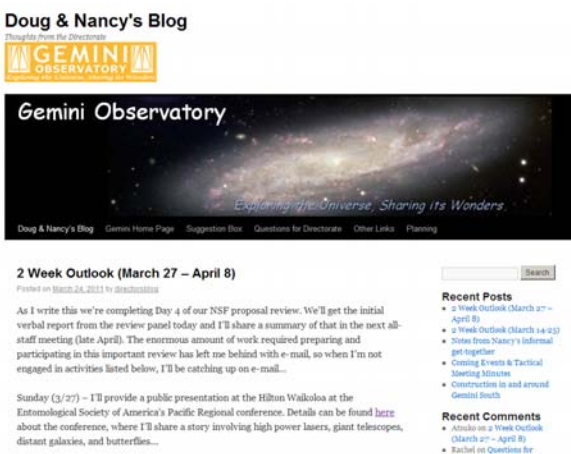 Doug & Nancy's Blog
Thoughts from the Directorate
GEMINI
OBSERVATORY
Exploring the Universe, Sharing its Wonders
Gemini Observatory
Exploring the Universe, Sharing its Wonders.
Doug & Nancy's Blog Gemini Home Page Suggestion Box Questions for Directorate Other Links Planning
2 Week Outlook (March 27 – April 8)
Posted on March 24, 2011 by directorsblog
As I write this we're completing Day 4 of our NSF proposal review. We'll get the initial
verbal report from the review panel today and I'll share a summary of that in the next all-
staff meeting (late April). The enormous amount of work required preparing and
participating in this important review has left me behind with e-mail, so when I'm not
engaged in activities listed below, I'll be catching up on e-mail…
Sunday (3/27) – I'll provide a public presentation at the Hilton Waikoloa at the
Entomological Society of America's Pacific Regional conference. Details can be found here
about the conference, where I'll share a story involving high power lasers, giant telescopes,
distant galaxies, and butterflies…
Search
Recent Posts
2 Week Outlook (March 27 –
April 8)
2 Week Outlook (March 14-25)
Notes from Nancy's informal
get-together
Coming Events & Tactical
Meeting Minutes
Construction in and around
Gemini South
Recent Comments
Atsuko on 2 Week Outlook
(March 27 – April 8)
Rachel on Questions for